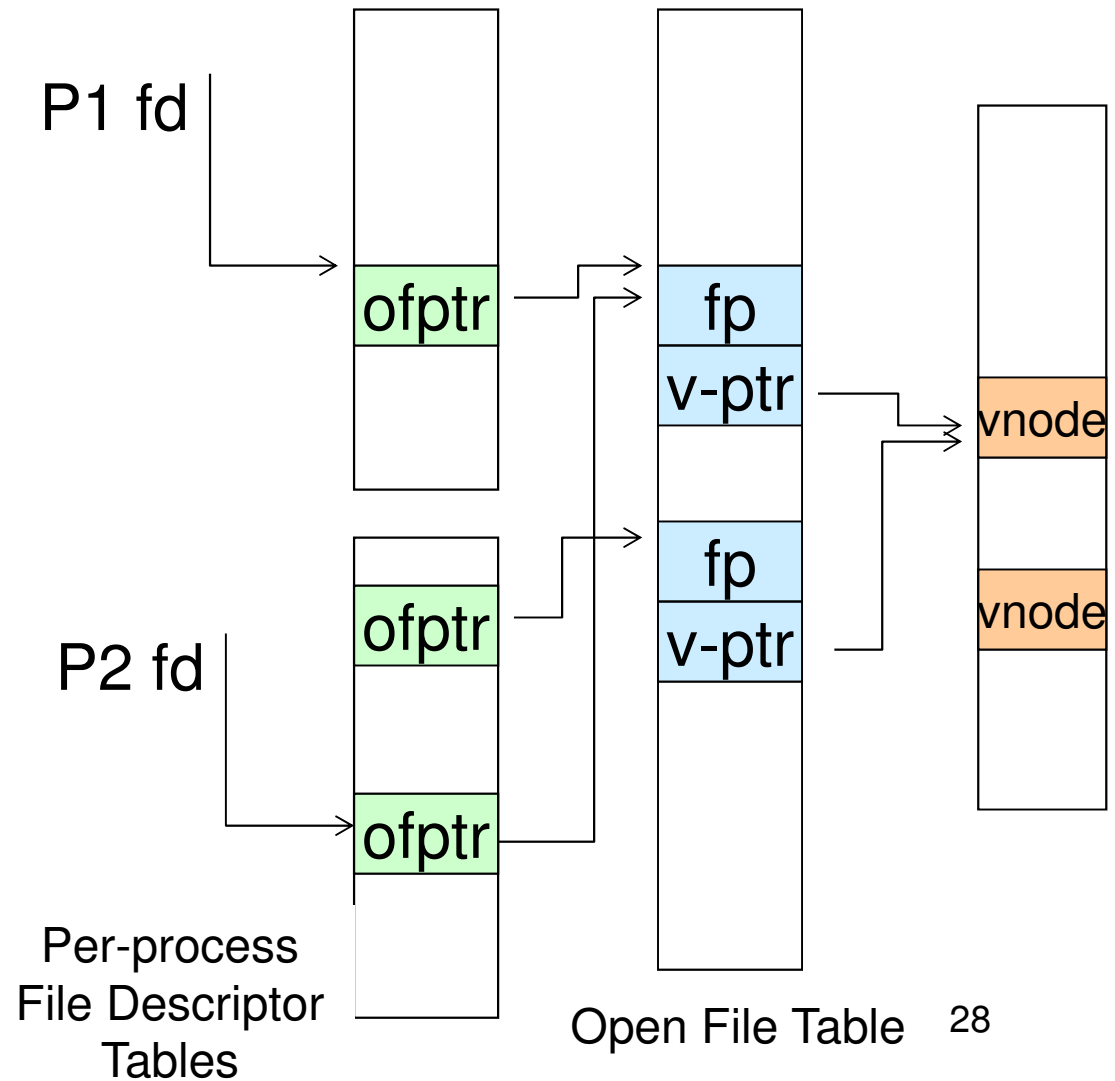 P1 fd
ofptr
fp
v-ptr
vnode
fp
v-ptr
vnode
P2 fd
ofptr
ofptr
Per-process
File Descriptor
Tables
Open File Table
28